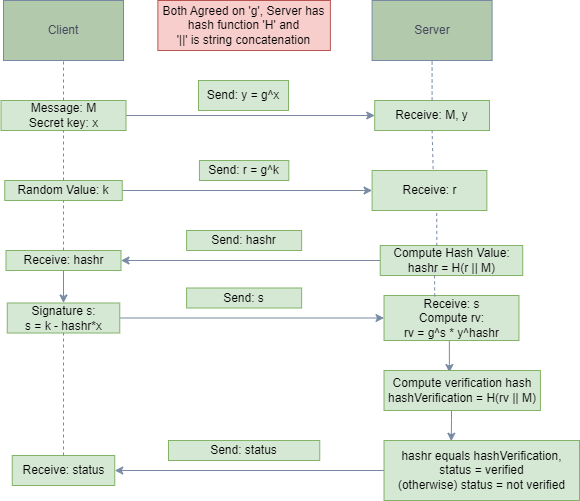 Client
Both Agreed on 'g', Server has
hash function 'H' and
'||' is string concatenation
Server
Send: y = g^x
Message: M
Secret key: x
Receive: M, y
Send: r = g^k
Random Value: k
Receive: r
Send: hashr
Receive: hashr
Compute Hash Value:
hashr = H(r || M)
Send: s
Signature s:
s = k - hashr*x
Receive: s
Compute rv:
rv = g^s * y^hashr
Compute verification hash
hashVerification = H(rv || M)
Send: status
Receive: status
hashr equals hashVerification,
status = verified
(otherwise) status = not verified